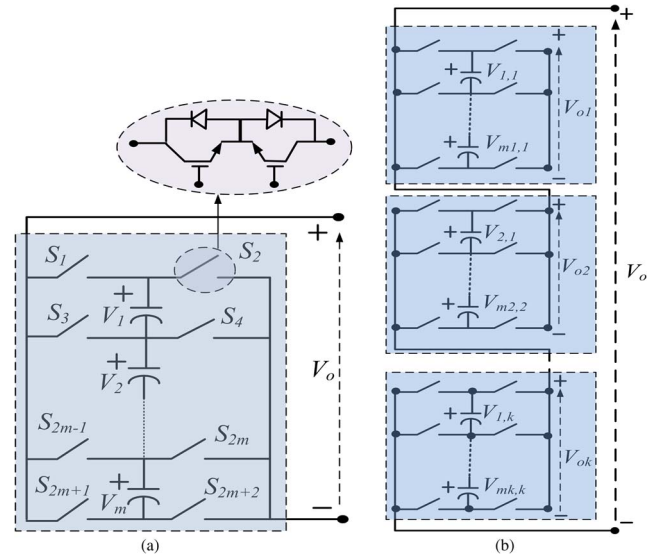 +
S1
S2
+
V1
S3
S4
+
V2
Vo
S2m-1
S2m
+
Vm
S2m+1
S2m+2
−
(a)
+
+
+
V1,1
Vo1
+
Vm1,1
−
+
+
V2,1
Vo2
+
Vm2,2
−
Vo
+
+
V1,k
Vok
+
Vmk,k
−
−
(b)